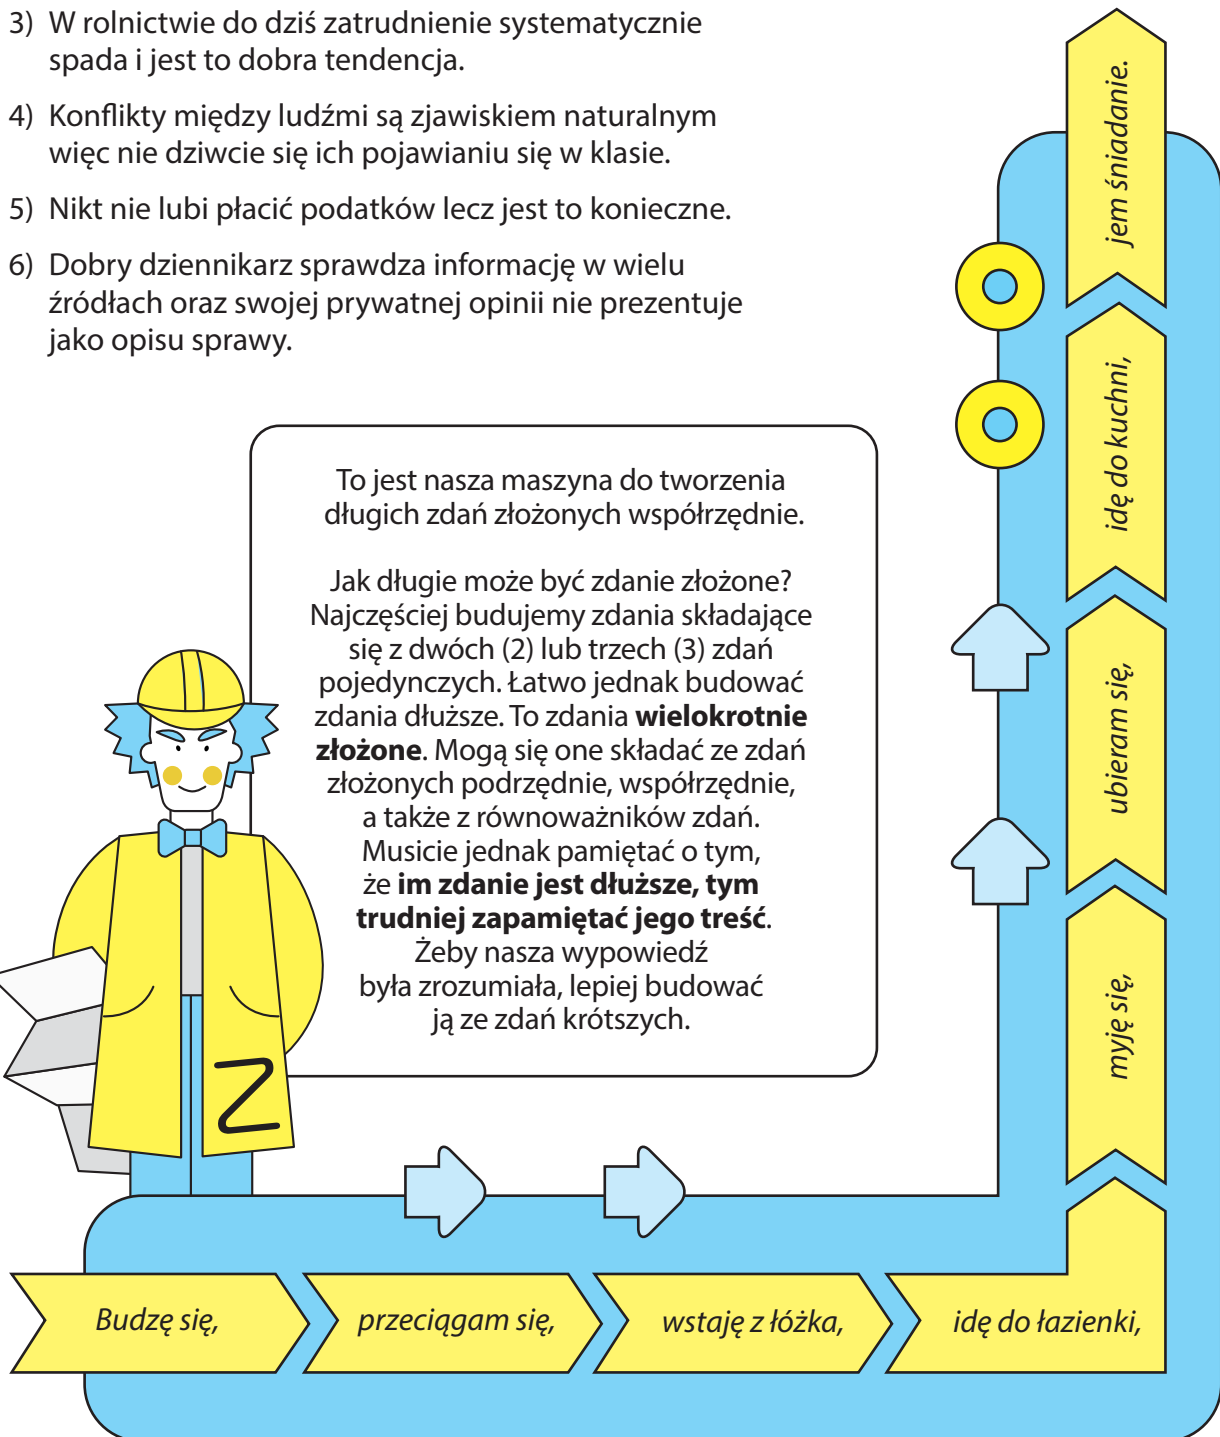 3) W rolnictwie do dziś zatrudnienie systematycznie
spada i jest to dobra tendencja.
4) Konflikty między ludźmi są zjawiskiem naturalnym
więc nie dziwcie się ich pojawianiu się w klasie.
5) Nikt nie lubi płacić podatków lecz jest to konieczne.
6) Dobry dziennikarz sprawdza informację w wielu
źródłach oraz swojej prywatnej opinii nie prezentuje
jako opisu sprawy.
To jest nasza maszyna do tworzenia
długich zdań złożonych współrzędnie.
Jak długie może być zdanie złożone?
Najczęściej budujemy zdania składające
się z dwóch (2) lub trzech (3) zdań
pojedynczych. Łatwo jednak budować
zdania dłuższe. To zdania wielokrotnie
złożone. Mogą się one składać ze zdań
złożonych podrzędnie, współrzędnie,
a także z równoważników zdań.
Musicie jednak pamiętać o tym,
że im zdanie jest dłuższe, tym
trudniej zapamiętać jego treść.
Żeby nasza wypowiedź
była zrozumiała, lepiej budować
ją ze zdań krótszych.
Z
Budzę się,
przeciągam się,
wstaję z łóżka,
idę do łazienki,
myję się,
ubieram się,
idę do kuchni,
jem śniadanie.